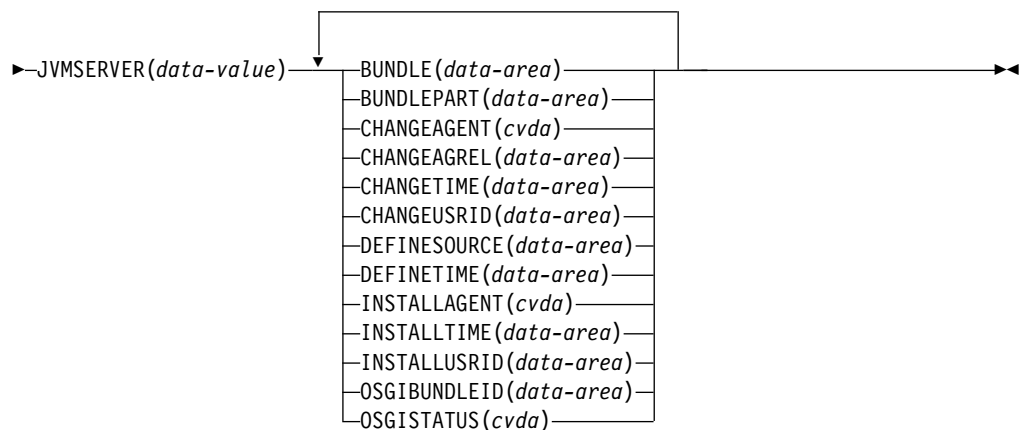 JVMSERVER(data-value) BUNDLE(data-area)
BUNDLEPART(data-area)
CHANGEAGENT(cvda)
CHANGEAGREL(data-area)
CHANGETIME(data-area)
CHANGEUSRID(data-area)
DEFINESOURCE(data-area)
DEFINETIME(data-area)
INSTALLAGENT(cvda)
INSTALLTIME(data-area)
INSTALLUSRID(data-area)
OSGIBUNDLEID(data-area)
OSGISTATUS(cvda)